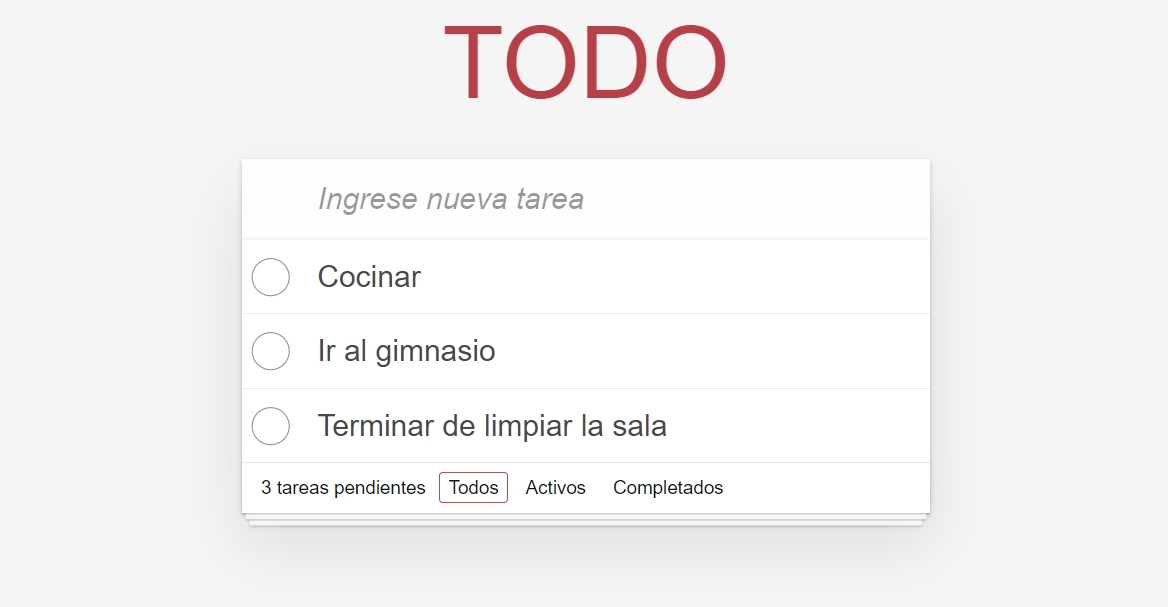 TODO
Ingrese nueva tarea
Cocinar
Ir al gimnasio
Terminar de limpiar la sala
3 tareas pendientes Todos Activos Completados